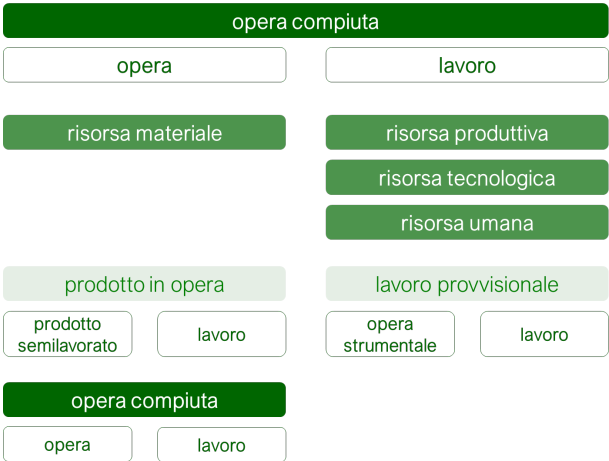 opera compiuta
opera
lavoro
risorsa materiale
risorsa produttiva
risorsa tecnologica
risorsa umana
prodotto in opera
lavoro provvisionale
prodotto
semilavorato
lavoro
opera
strumentale
lavoro
opera compiuta
opera
lavoro